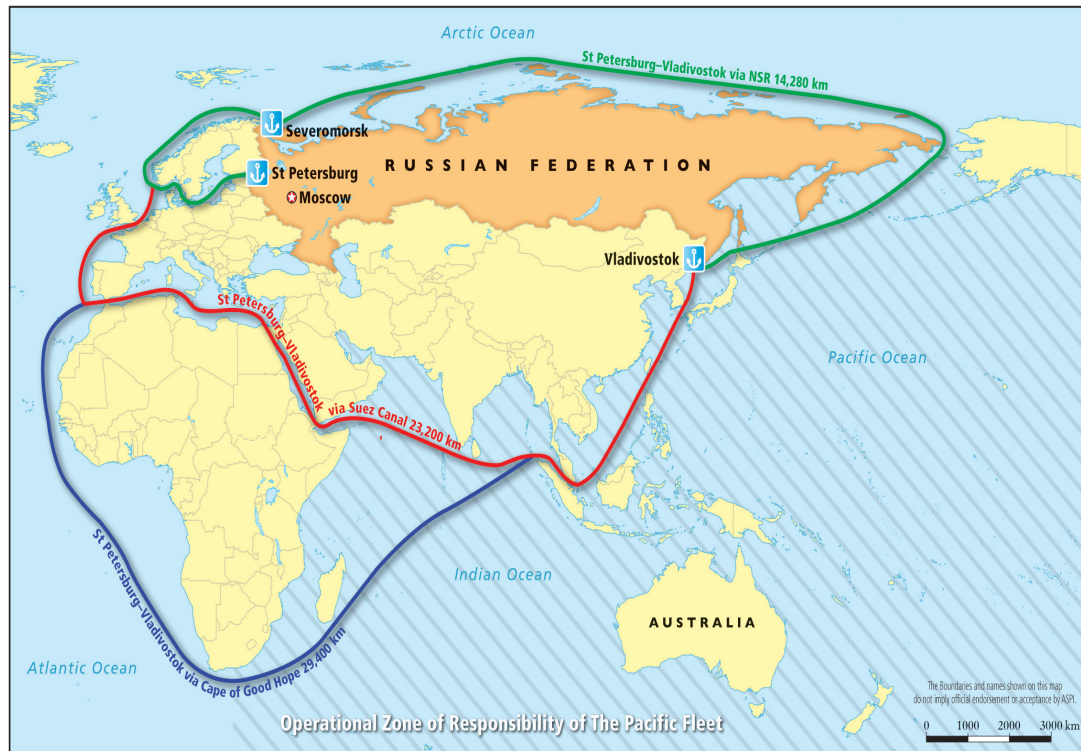 Arctic Ocean
St Petersburg–Vladivostok via NSR 14,280 km
Severomorsk
RUSSIAN FEDERATION
St Petersburg
Moscow
Vladivostok
St Petersburg–Vladivostok via Suez Canal 23,200 km
Pacific Ocean
St Petersburg–Vladivostok via Cape of Good Hope 29,400 km
Indian Ocean
AUSTRALIA
Atlantic Ocean
The Boundaries and names shown on this map
do not imply official endorsement or acceptance by ASPI.
Operational Zone of Responsibility of The Pacific Fleet
0 1000 2000 3000 km